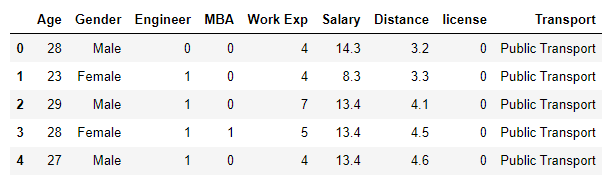 Age Gender Engineer MBA Work Exp Salary Distance license Transport
0 28 Male 0 0 4 14.3 3.2 0 Public Transport
1 23 Female 1 0 4 8.3 3.3 0 Public Transport
2 29 Male 1 0 7 13.4 4.1 0 Public Transport
3 28 Female 1 1 5 13.4 4.5 0 Public Transport
4 27 Male 1 0 4 13.4 4.6 0 Public Transport